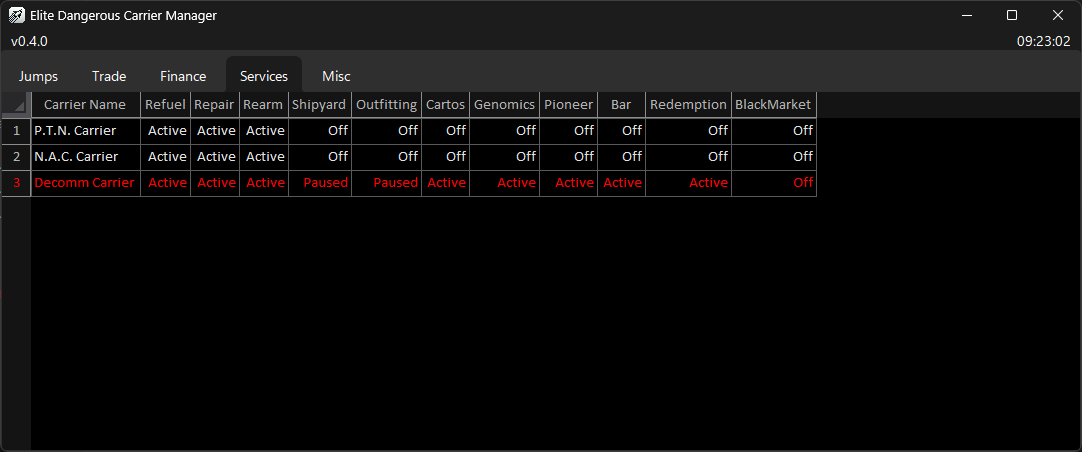 Elite Dangerous Carrier Manager
v0.4.0 09:23:02
Jumps Trade Finance Services Misc
Carrier Name Refuel Repair Rearm Shipyard Outfitting Cartos Genomics Pioneer Bar Redemption BlackMarket
1 P.T.N. Carrier Active Active Active Off Off Off Off Off Off Off Off
2 N.A.C. Carrier Active Active Active Off Off Off Off Off Off Off Off
3 Decomm Carrier Active Active Active Paused Paused Active Active Active Active Active Off